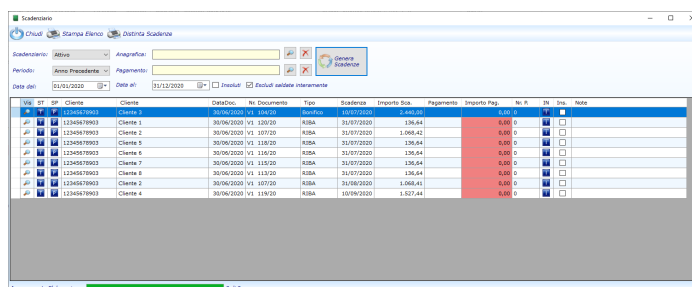 Scadenziario
Chiudi Stampa Elenco Distinta Scadenze
Scadenziario: Attivo Anagrafica: Genera Scadenze
Periodo: Anno Precedente Pagamento:
Data dal: 01/01/2020 Data al: 31/12/2020 Insoluti Escludi saldate interamente
Vis ST SP Cliente Cliente DataDoc. Nr. Documento Tipo Scadenza Importo Sca. Pagamento Importo Pag. Nr. P. IN Ins. Note
12345678903 Cliente 3 30/06/2020 V1 104/20 Bonifico 10/07/2020 2.440,00 0,00 0
12345678903 Cliente 1 30/06/2020 V1 120/20 RIBA 31/07/2020 136,64 0,00 0
12345678903 Cliente 2 30/06/2020 V1 107/20 RIBA 31/07/2020 1.068,42 0,00 0
12345678903 Cliente 5 30/06/2020 V1 118/20 RIBA 31/07/2020 136,64 0,00 0
12345678903 Cliente 6 30/06/2020 V1 116/20 RIBA 31/07/2020 136,64 0,00 0
12345678903 Cliente 7 30/06/2020 V1 115/20 RIBA 31/07/2020 136,64 0,00 0
12345678903 Cliente 8 30/06/2020 V1 113/20 RIBA 31/07/2020 136,64 0,00 0
12345678903 Cliente 2 30/06/2020 V1 107/20 RIBA 31/08/2020 1.068,41 0,00 0
12345678903 Cliente 4 30/06/2020 V1 119/20 RIBA 10/09/2020 1.527,44 0,00 0